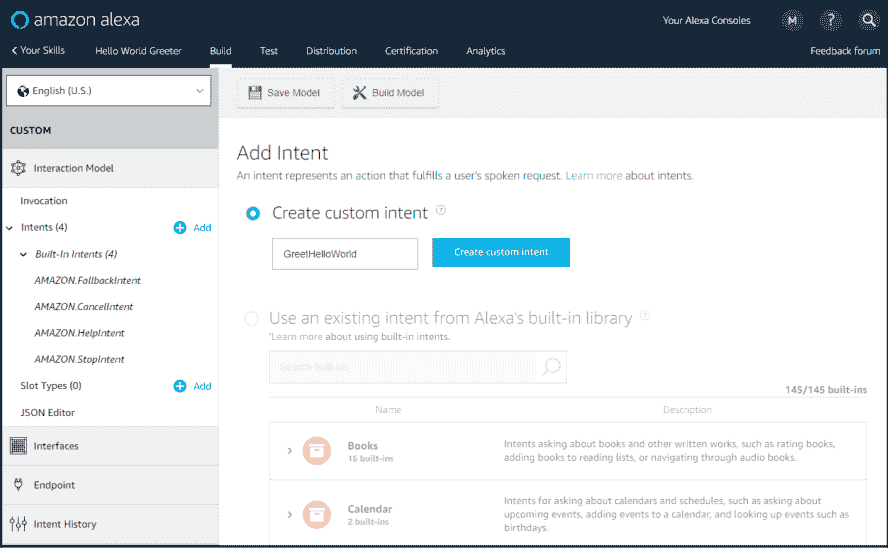 amazon alexa
Your Alexa Consoles
M
?
Your Skills
Hello World Greeter
Build
Test
Distribution
Certification
Analytics
Feedback forum
English (U.S.)
Save Model
Build Model
CUSTOM
Interaction Model
Invocation
Intents (4)
Add
Built-In Intents (4)
AMAZON.FallbackIntent
AMAZON.CancelIntent
AMAZON.HelpIntent
AMAZON.StopIntent
Slot Types (0)
Add
JSON Editor
Interfaces
Endpoint
Intent History
Add Intent
An intent represents an action that fulfills a user's spoken request. Learn more about intents.
Create custom intent ?
GreetHelloWorld
Create custom intent
Use an existing intent from Alexa's built-in library ?
"Learn more about using built-in intents.
Search built-ins
145/145 built-ins
Name
Description
Books
16 built-ins
Intents asking about books and other written works, such as rating books,
adding books to reading lists, or navigating through audio books.
Calendar
2 built-ins
Intents for asking about calendars and schedules, such as asking about
upcoming events, adding events to a calendar, and looking up events such as
birthdays.